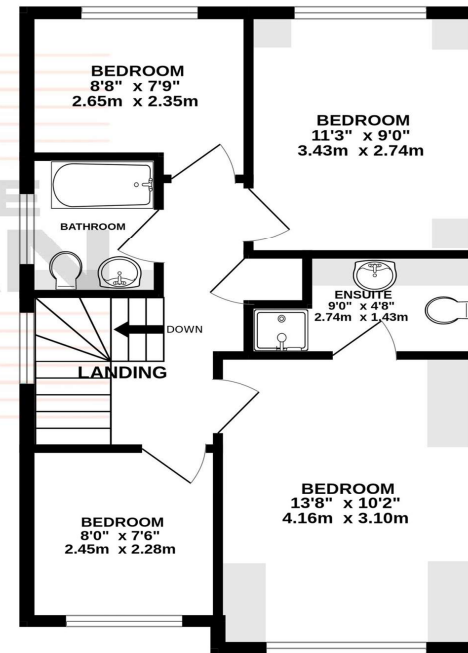 BEDROOM
8'8" x 7'9"
2.65m x 2.35m
BEDROOM
11'3" x 9'0"
3.43m x 2.74m
BATHROOM
ENSUITE
9'0" x 4'8"
2.74m x 1.43m
DOWN
LANDING
BEDROOM
13'8" x 10'2"
4.16m x 3.10m
BEDROOM
8'0" x 7'6"
2.45m x 2.28m